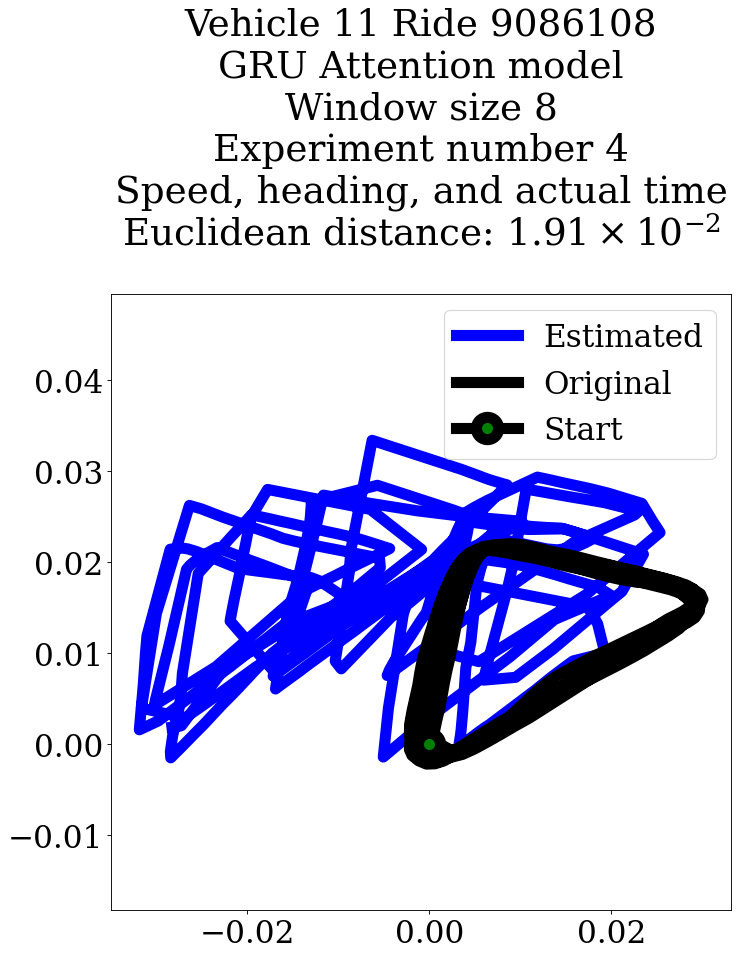 Vehicle 11 Ride 9086108
GRU Attention model
Window size 8
Experiment number 4
Speed, heading, and actual time
Euclidean distance: 1.91 × 10⁻²
Estimated
Original
Start
0.04
0.03
0.02
0.01
0.00
−0.01
−0.02 0.00 0.02